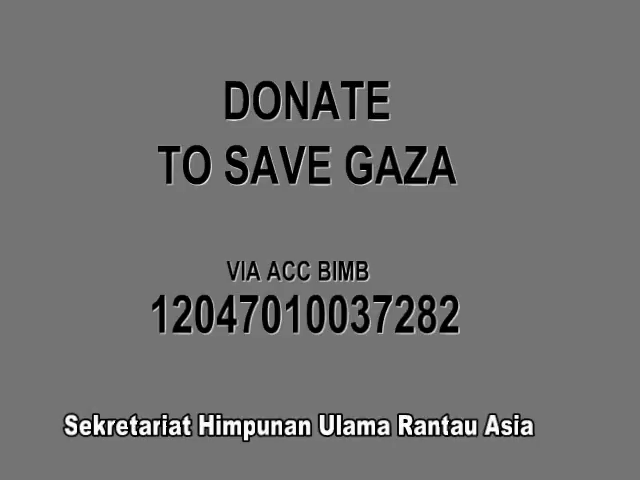 DONATE
TO SAVE GAZA
VIA ACC BIMB
12047010037282
Sekretariat Himpunan Ulama Rantau Asia